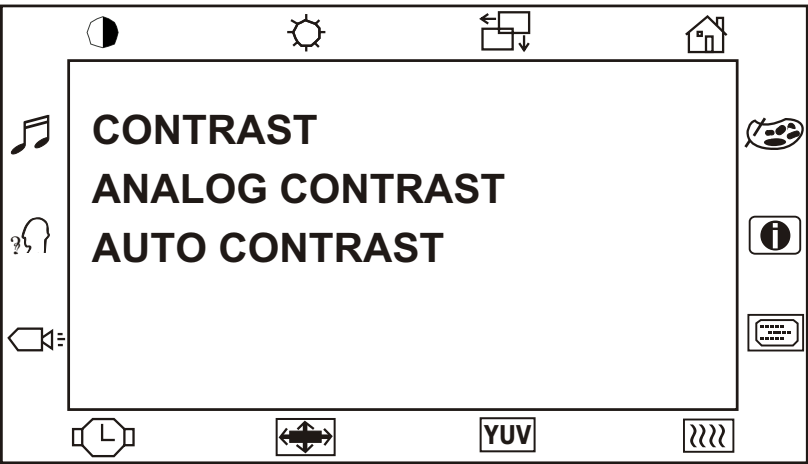 CONTRAST
ANALOG CONTRAST
AUTO CONTRAST
?
i
YUV